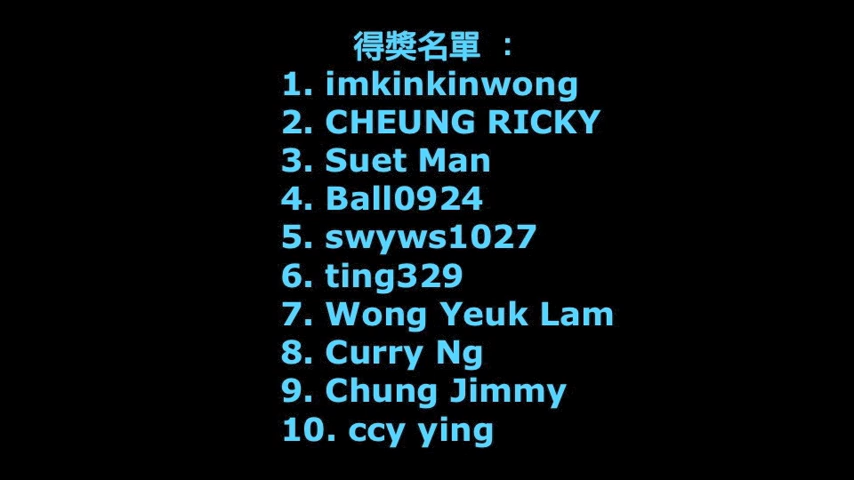 得獎名單 :
1. imkinkinwong
2. CHEUNG RICKY
3. Suet Man
4. Ball0924
5. swyws1027
6. ting329
7. Wong Yeuk Lam
8. Curry Ng
9. Chung Jimmy
10. ccy ying